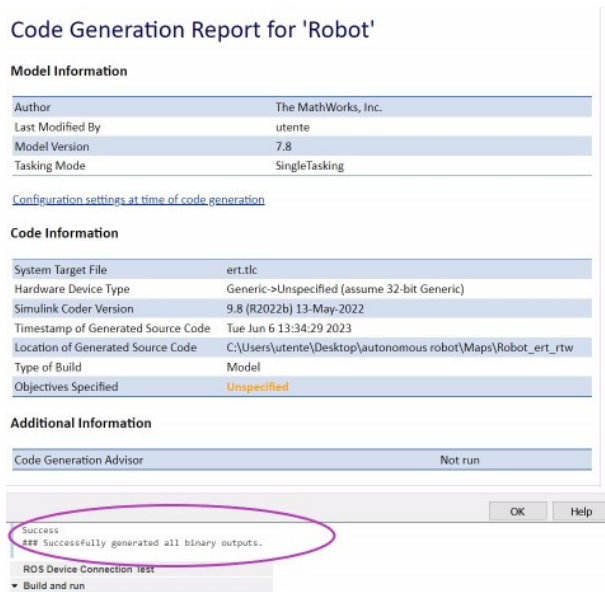 Code Generation Report for 'Robot'
Model Information
Author The MathWorks, Inc.
Last Modified By utente
Model Version 7.8
Tasking Mode SingleTasking
Configuration settings at time of code generation
Code Information
System Target File ert.tlc
Hardware Device Type Generic->Unspecified (assume 32-bit Generic)
Simulink Coder Version 9.8 (R2022b) 13-May-2022
Timestamp of Generated Source Code Tue Jun 6 13:34:29 2023
Location of Generated Source Code C:\Users\utente\Desktop\autonomous robot\Maps\Robot_ert_rtw
Type of Build Model
Objectives Specified Unspecified
Additional Information
Code Generation Advisor Not run
OK Help
Success
### Successfully generated all binary outputs.
ROS Device Connection Test
Build and run